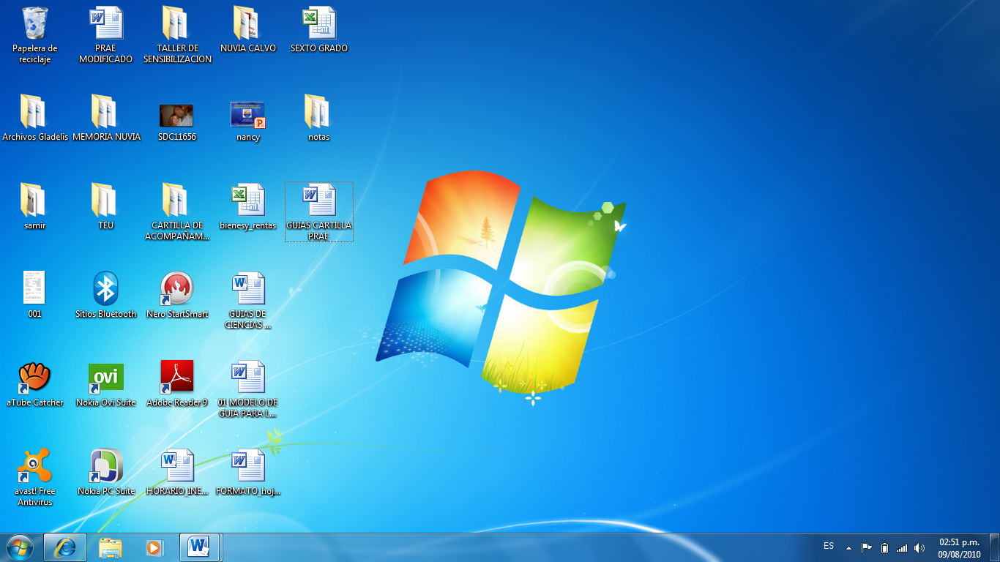 Papelera de
reciclaje
PRAE
MODIFICADO
TALLER DE
SENSIBILIZACION
NUVIA CALVO
SEXTO GRADO
Archivos Gladelis
MEMORIA NUVIA
SDC11656
nancy
notas
samir
TEU
CARTILLA DE
ACOMPAÑAM...
bienesy_rentas
GUIAS CARTILLA
PRAE
001
Sitios Bluetooth
Nero StartSmart
GUIAS DE
CIENCIAS ...
aTube Catcher
ovi
Nokia Ovi Suite
Adobe Reader 9
01 MODELO DE
GUIA PARA L...
avast! Free
Antivirus
Nokia PC Suite
HORARIO_INE...
FORMATO_hoj...
ES
02:51 p.m.
09/08/2010